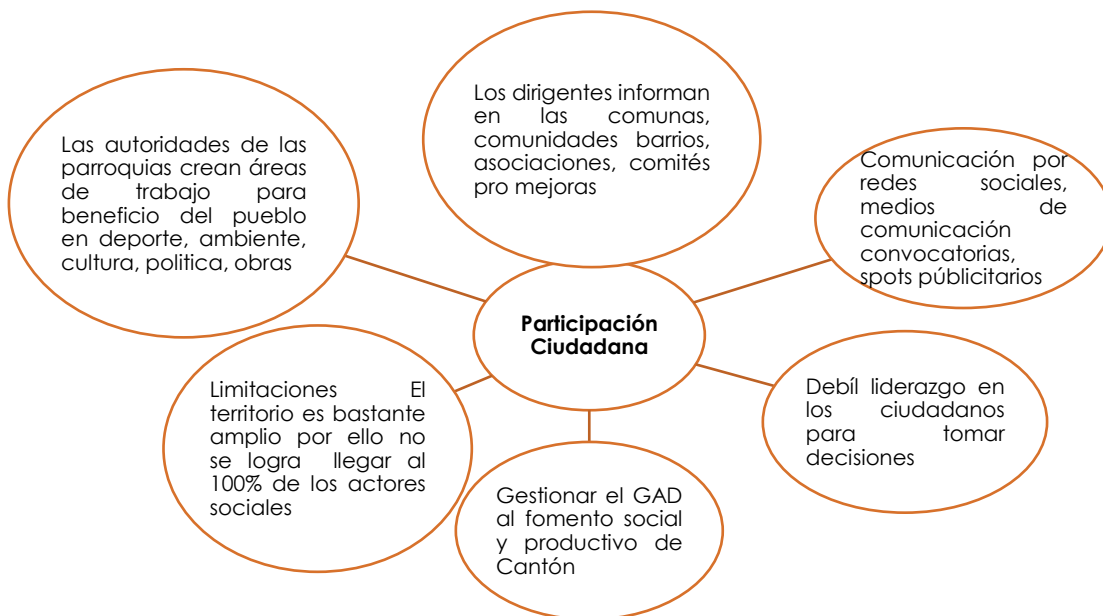 Los dirigentes informan
en las comunas,
comunidades barrios,
asociaciones, comités
pro mejoras
Las autoridades de las
parroquias crean áreas
de trabajo para
beneficio del pueblo
en deporte, ambiente,
cultura, politica, obras
Comunicación por
redes sociales,
medios de
comunicación
convocatorias,
spots públicitarios
Participación
Ciudadana
Limitaciones El
territorio es bastante
amplio por ello no
se logra llegar al
100% de los actores
sociales
Debíl liderazgo en
los ciudadanos
para tomar
decisiones
Gestionar el GAD
al fomento social
y productivo de
Cantón